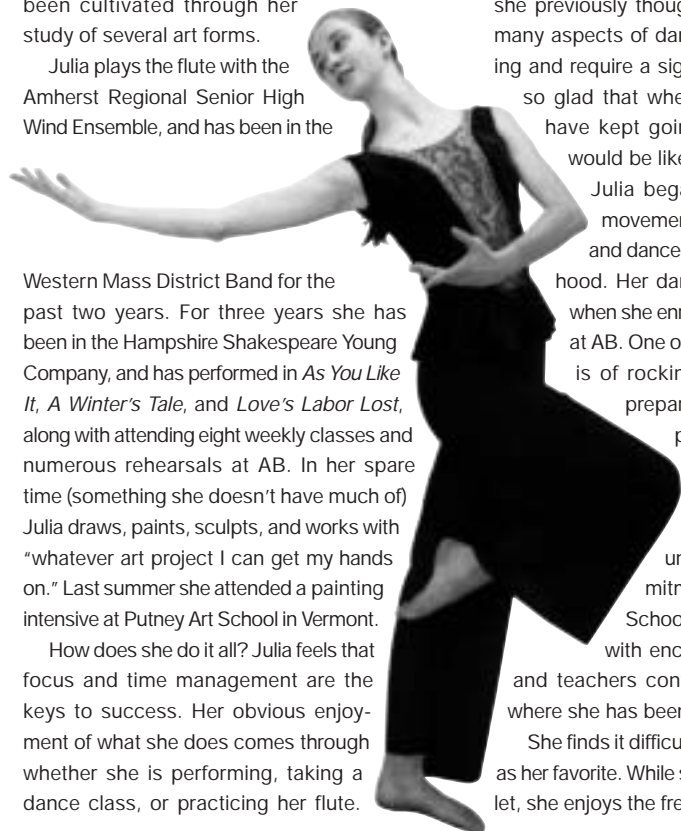 been cultivated through her
study of several art forms.
Julia plays the flute with the
Amherst Regional Senior High
Wind Ensemble, and has been in the
Western Mass District Band for the
past two years. For three years she has
been in the Hampshire Shakespeare Young
Company, and has performed in As You Like
It, A Winter's Tale, and Love's Labor Lost,
along with attending eight weekly classes and
numerous rehearsals at AB. In her spare
time (something she doesn't have much of)
Julia draws, paints, sculpts, and works with
"whatever art project I can get my hands
on." Last summer she attended a painting
intensive at Putney Art School in Vermont.
How does she do it all? Julia feels that
focus and time management are the
keys to success. Her obvious enjoy-
ment of what she does comes through
whether she is performing, taking a
dance class, or practicing her flute.
she previously
many aspects of
ing and require a
so glad that
have kept
would be
Julia
and
hood. Her
when she
at AB. One
is of
with
and teachers
where she has been
She finds it
as her favorite. While
let, she enjoys the